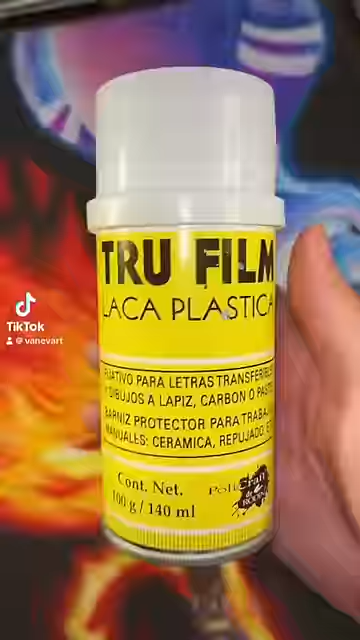 TRU FILM
LACA PLASTICA
FIJATIVO PARA LETRAS TRANSFERIBLES
Y DIBUJOS A LAPIZ, CARBON O PASTEL
BARNIZ PROTECTOR PARA TRABAJOS
MANUALES: CERAMICA, REPUJADO, ETC
Cont. Net.
100 g / 140 ml
TikTok
@vanevart